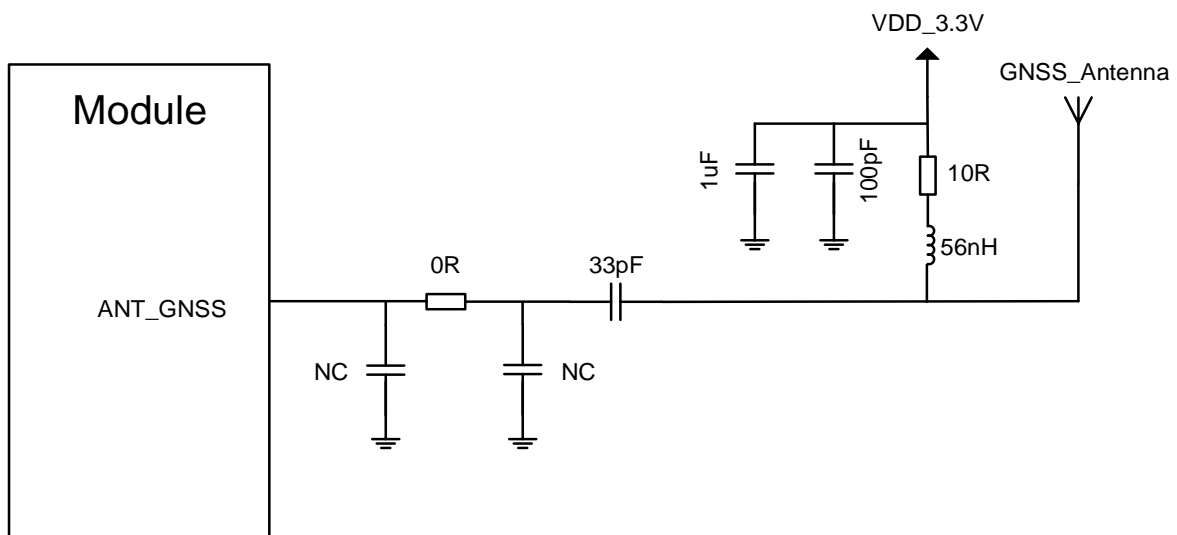 VDD_3.3V
GNSS_Antenna
Module
1uF
100pF
10R
56nH
0R
33pF
ANT_GNSS
NC
NC